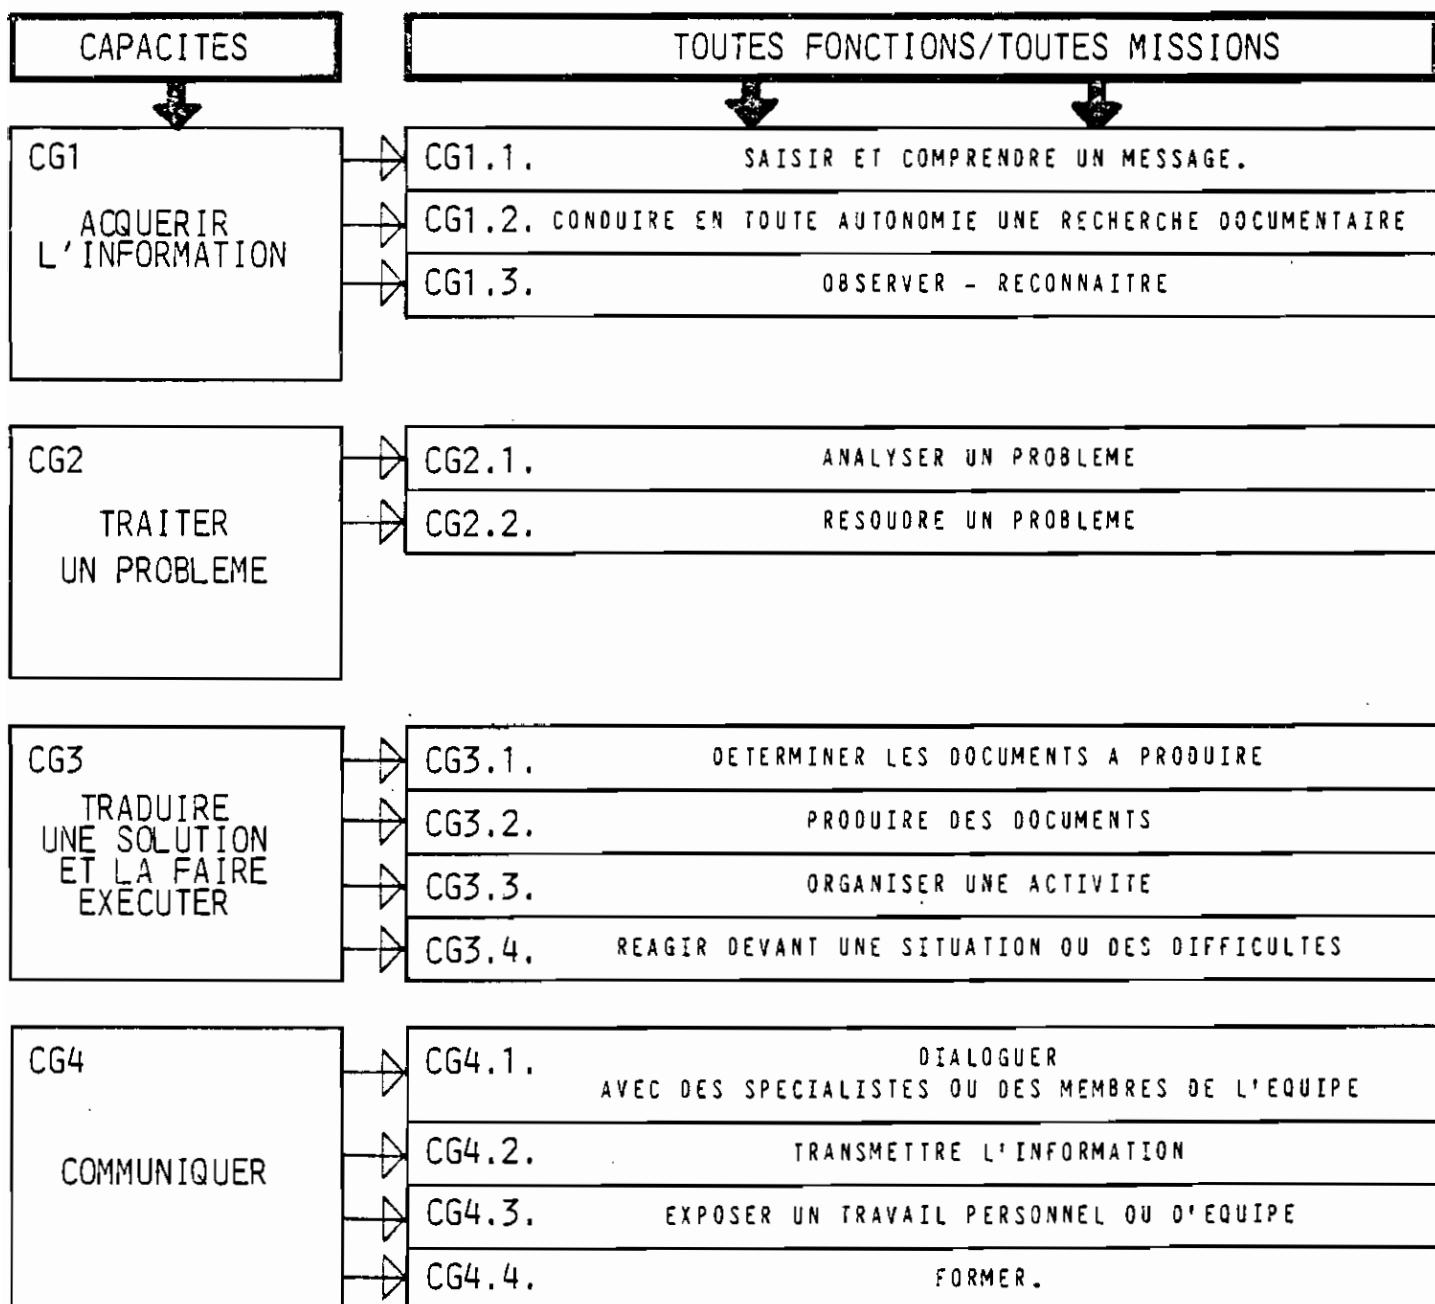 CAPACITES
TOUTES FONCTIONS/TOUTES MISSIONS
CG1
ACQUERIR
L'INFORMATION
CG1.1. SAISIR ET COMPRENDRE UN MESSAGE.
CG1.2. CONDUIRE EN TOUTE AUTONOMIE UNE RECHERCHE DOCUMENTAIRE
CG1.3. OBSERVER - RECONNAITRE
CG2
TRAITER
UN PROBLEME
CG2.1. ANALYSER UN PROBLEME
CG2.2. RESOUDRE UN PROBLEME
CG3
TRADUIRE
UNE SOLUTION
ET LA FAIRE
EXECUTER
CG3.1. DETERMINER LES DOCUMENTS A PRODUIRE
CG3.2. PRODUIRE DES DOCUMENTS
CG3.3. ORGANISER UNE ACTIVITE
CG3.4. REAGIR DEVANT UNE SITUATION OU DES DIFFICULTES
CG4
COMMUNIQUER
CG4.1. DIALOGUER
AVEC DES SPECIALISTES OU DES MEMBRES DE L'EQUIPE
CG4.2. TRANSMETTRE L'INFORMATION
CG4.3. EXPOSER UN TRAVAIL PERSONNEL OU D'EQUIPE
CG4.4. FORMER.